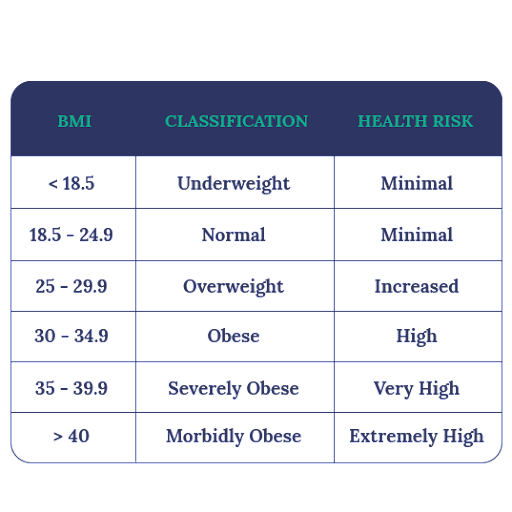 BMI CLASSIFICATION HEALTH RISK
< 18.5 Underweight Minimal
18.5 - 24.9 Normal Minimal
25 - 29.9 Overweight Increased
30 - 34.9 Obese High
35 - 39.9 Severely Obese Very High
> 40 Morbidly Obese Extremely High